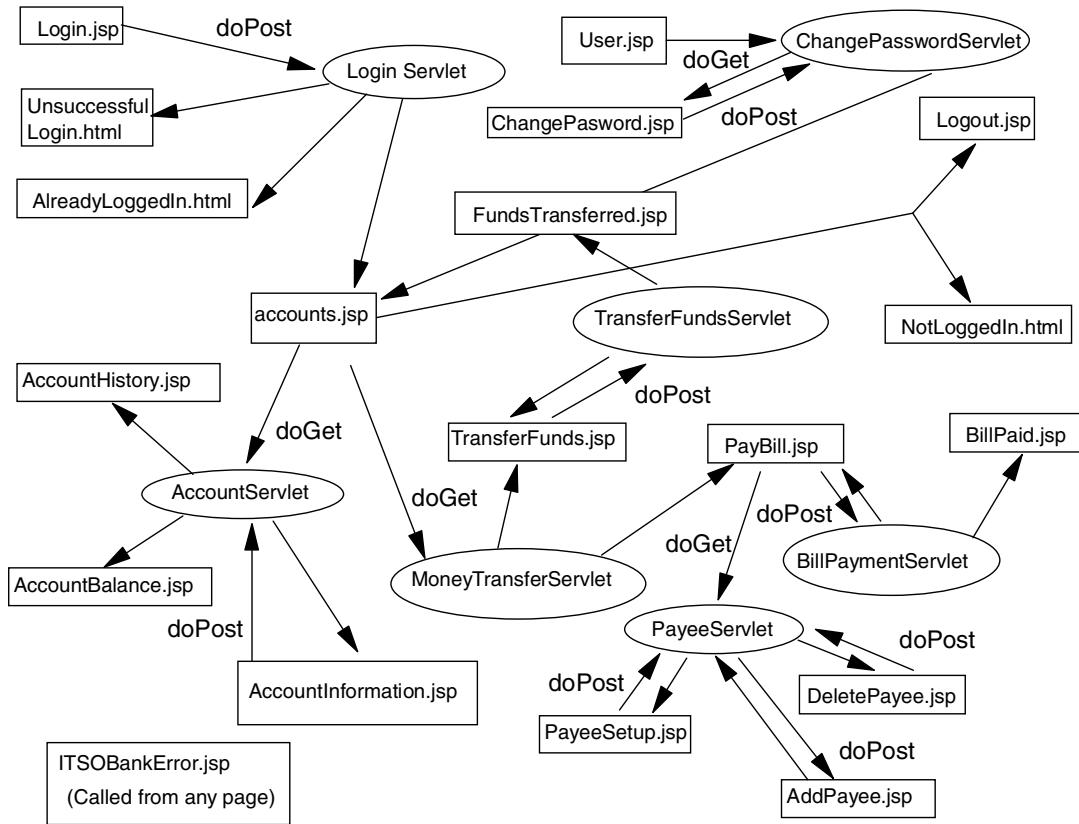 Login.jsp
doPost
Login Servlet
Unsuccessful
Login.html
AlreadyLoggedIn.html
User.jsp
ChangePasswordServlet
doGet
ChangePasword.jsp
doPost
Logout.jsp
FundsTransferred.jsp
accounts.jsp
TransferFundsServlet
NotLoggedIn.html
AccountHistory.jsp
doGet
doPost
TransferFunds.jsp
PayBill.jsp
BillPaid.jsp
AccountServlet
doGet
doPost
doGet
BillPaymentServlet
AccountBalance.jsp
MoneyTransferServlet
doPost
PayeeServlet
doPost
AccountInformation.jsp
doPost
DeletePayee.jsp
PayeeSetup.jsp
doPost
AddPayee.jsp
ITSOBankError.jsp
(Called from any page)